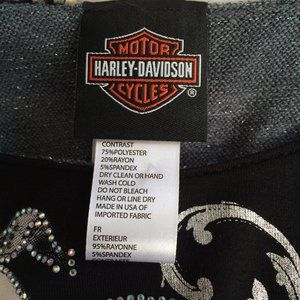 MOTOR
HARLEY-DAVIDSON
CYCLES
®
CONTRAST
75%POLYESTER
20%RAYON
5%SPANDEX
DRY CLEAN OR HAND
WASH COLD
DO NOT BLEACH
HANG OR LINE DRY
MADE IN USA OF
IMPORTED FABRIC
FR
EXTERIEUR
95%RAYONNE
5%SPANDEX